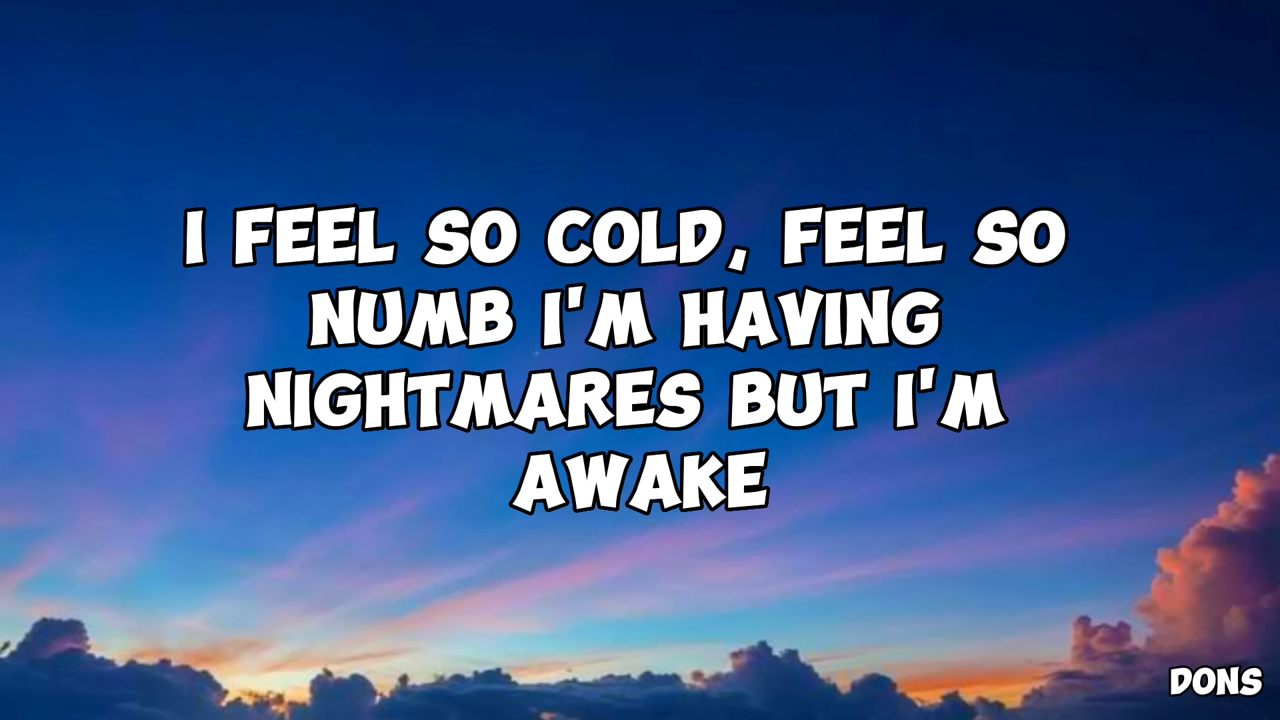 I FEEL SO COLD, FEEL SO
NUMB I'M HAVING
NIGHTMARES BUT I'M
AWAKE
DONS